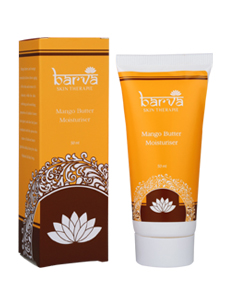 barva
SKIN THERAPIE
Mango Butter
Moisturiser
barva
SKIN THERAPIE
Mango Butter
Moisturiser